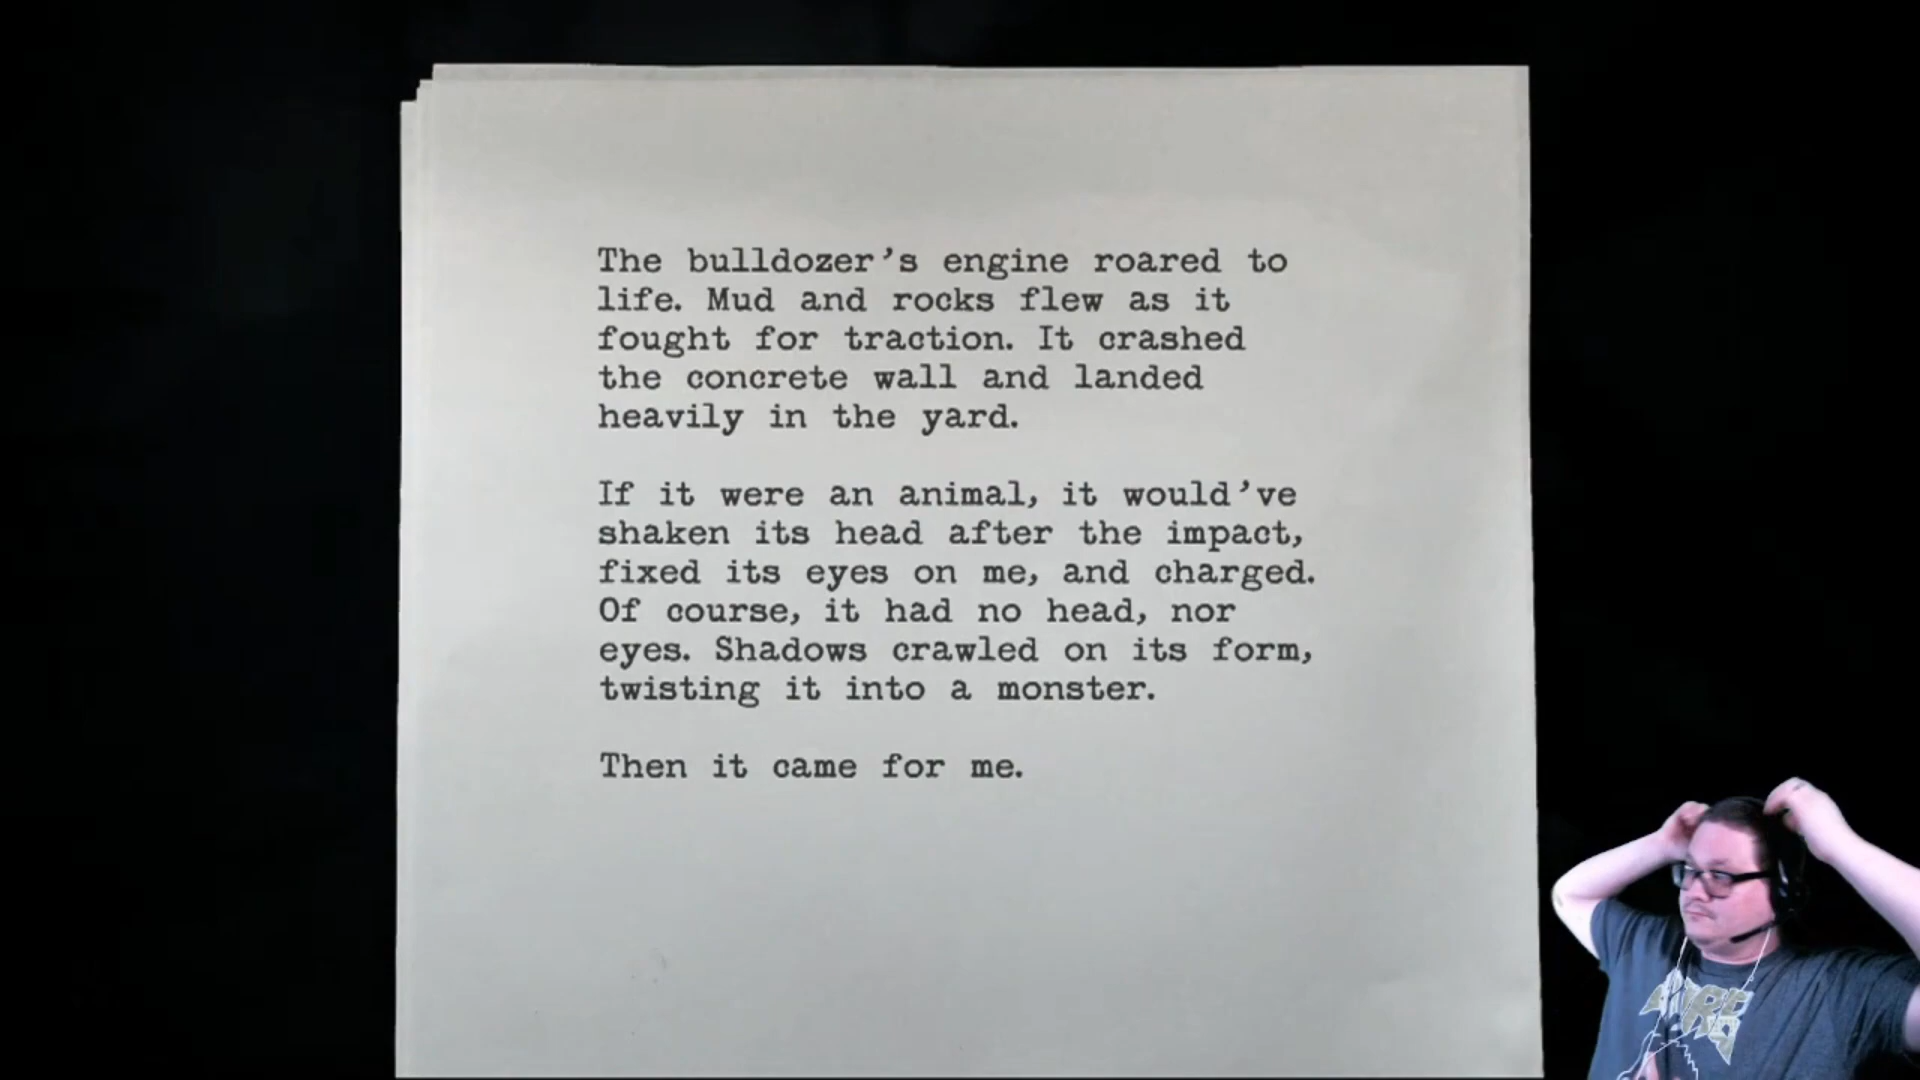 The bulldozer’s engine roared to
life. Mud and rocks flew as it
fought for traction. It crashed
the concrete wall and landed
heavily in the yard.
If it were an animal, it would’ve
shaken its head after the impact,
fixed its eyes on me, and charged.
Of course, it had no head, nor
eyes. Shadows crawled on its form,
twisting it into a monster.
Then it came for me.